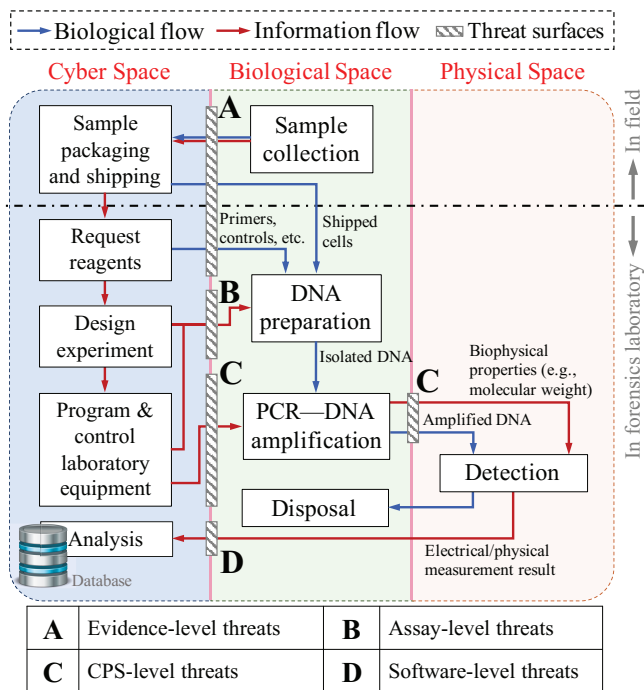 Biological flow Information flow Threat surfaces
Cyber Space Biological Space Physical Space
A
Sample
packaging
and shipping
Sample
collection
In field
In forensics laboratory
Primers,
controls, etc.
Shipped
cells
Request
reagents
B
DNA
preparation
Design
experiment
Isolated DNA
C
C
Biophysical
properties (e.g.,
molecular weight)
Program &
control
laboratory
equipment
PCR—DNA
amplification
Amplified DNA
Detection
Disposal
Analysis
D
Electrical/physical
measurement result
Database
A Evidence-level threats B Assay-level threats
C CPS-level threats D Software-level threats